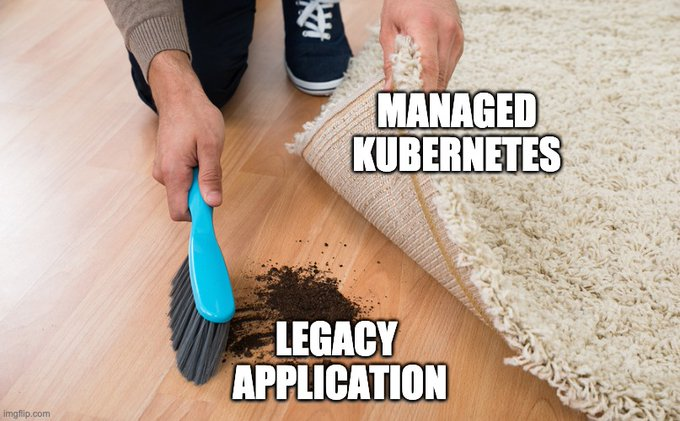 MANAGED
KUBERNETES
LEGACY
APPLICATION
imgflip.com